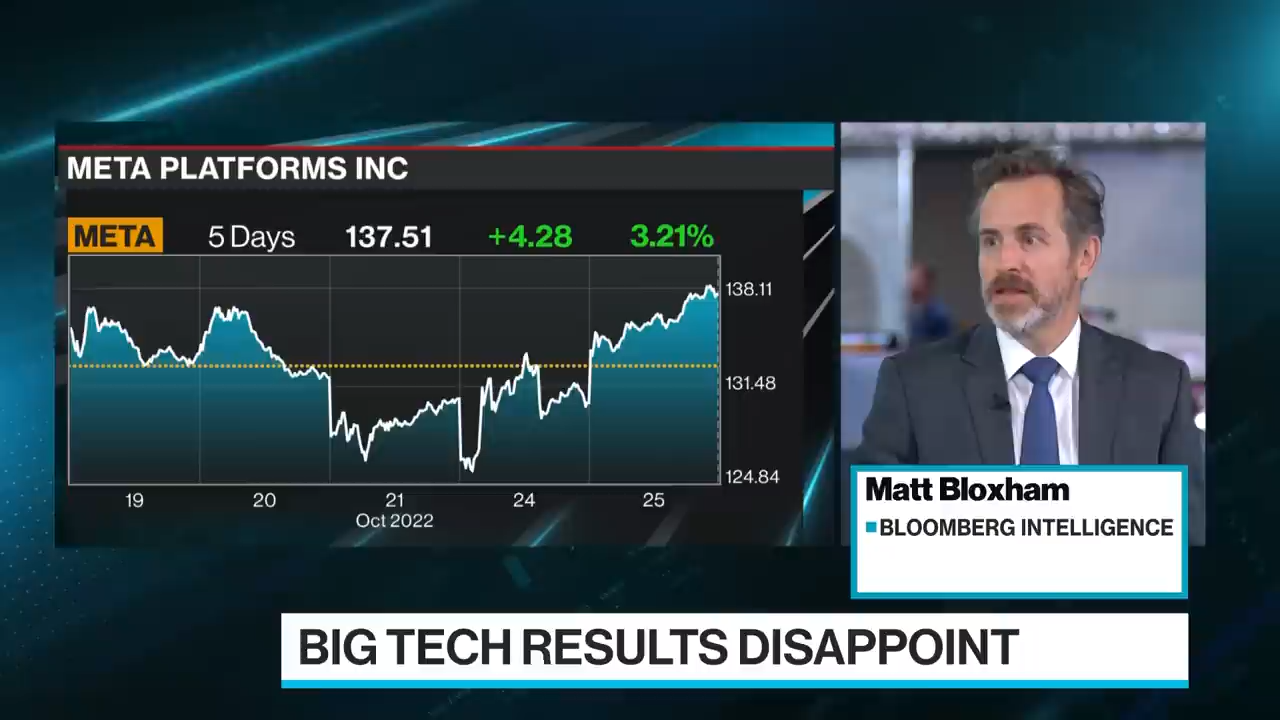 META PLATFORMS INC
META 5 Days 137.51 +4.28 3.21%
138.11
131.48
124.84
19 20 21 24 25
Oct 2022
Matt Bloxham
BLOOMBERG INTELLIGENCE
BIG TECH RESULTS DISAPPOINT